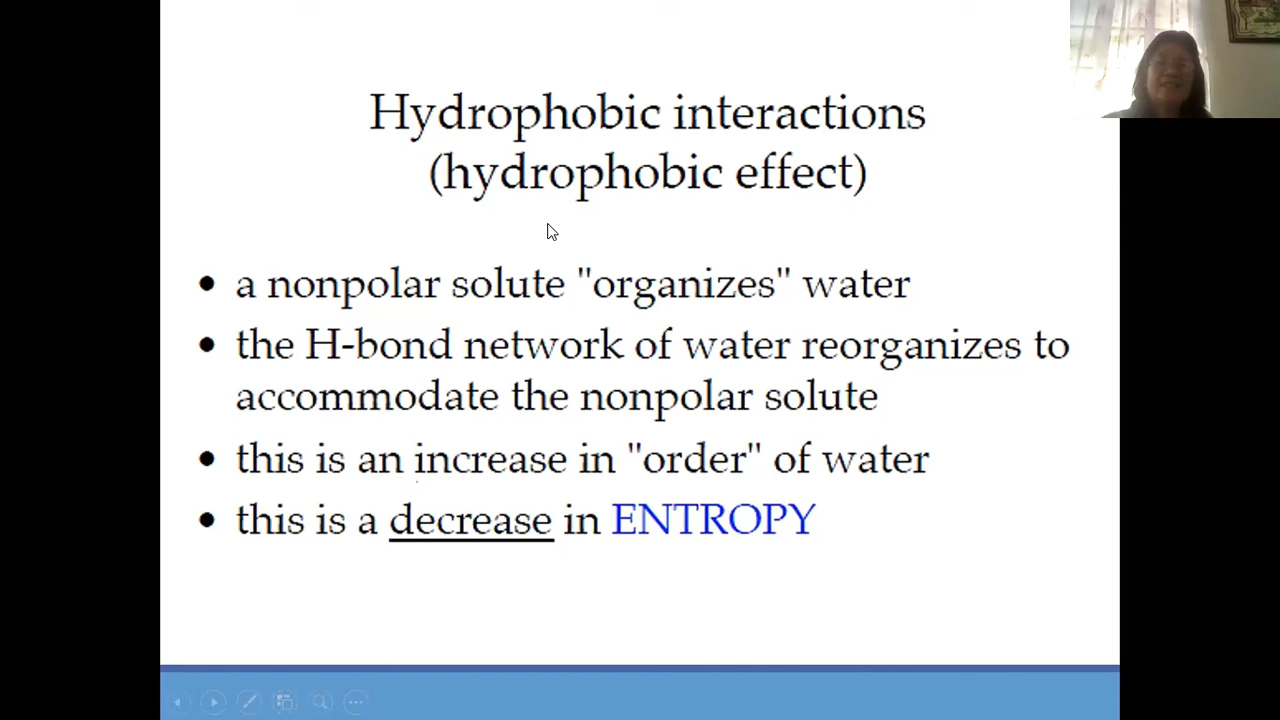 Hydrophobic interactions
(hydrophobic effect)
• a nonpolar solute "organizes" water
• the H-bond network of water reorganizes to
accommodate the nonpolar solute
• this is an increase in "order" of water
• this is a decrease in ENTROPY